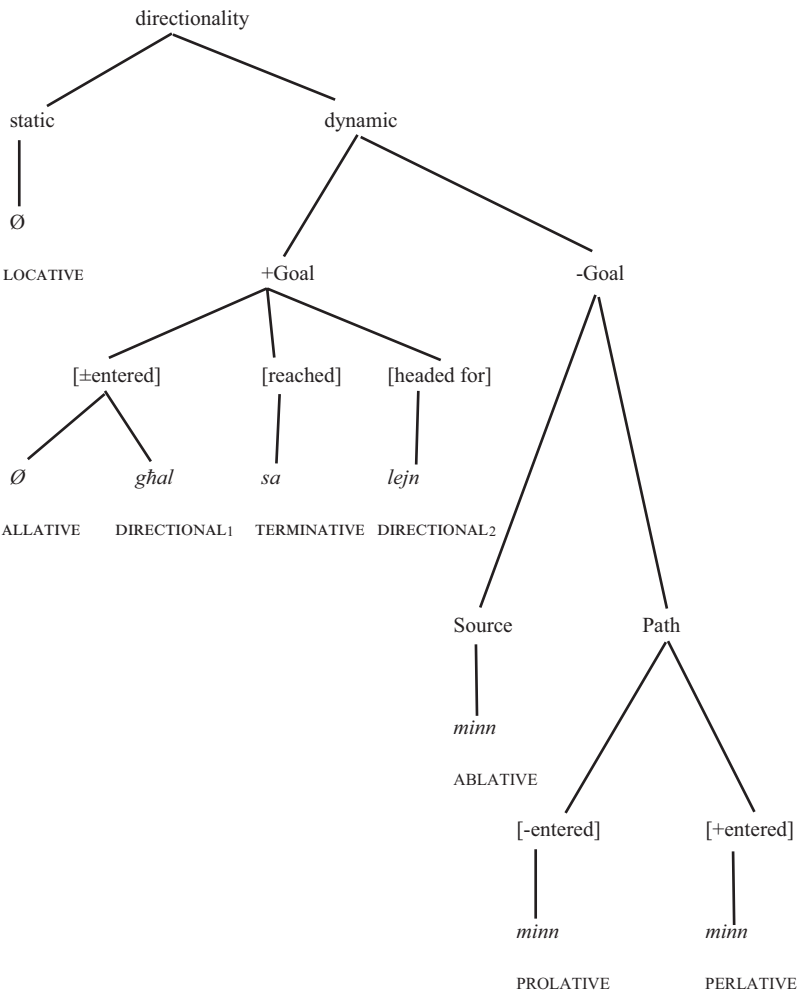 directionality
static dynamic
Ø
LOCATIVE +Goal -Goal
[±entered] [reached] [headed for]
Ø għal sa lejn
ALLATIVE DIRECTIONAL1 TERMINATIVE DIRECTIONAL2
Source Path
minn
ABLATIVE
[-entered] [+entered]
minn minn
PROLATIVE PERLATIVE